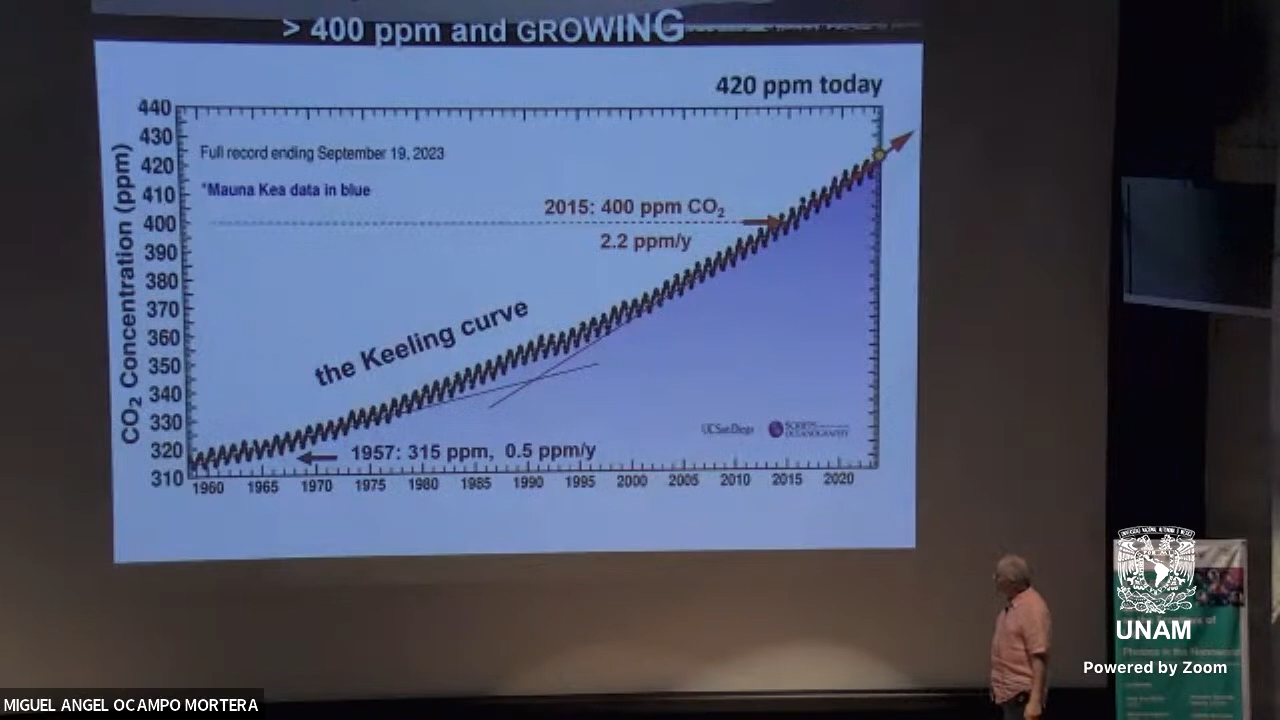 > 400 ppm and GROWING
420 ppm today
440
430
420
410
400
390
380
370
360
350
340
330
320
310
CO₂ Concentration (ppm)
Full record ending September 19, 2023
*Mauna Kea data in blue
2015: 400 ppm CO₂
2.2 ppm/y
the Keeling curve
1957: 315 ppm, 0.5 ppm/y
UC San Diego
SCRIPPS
OCEANOGRAPHY
1960 1965 1970 1975 1980 1985 1990 1995 2000 2005 2010 2015 2020
UNAM
Powered by Zoom
MIGUEL ANGEL OCAMPO MORTERA